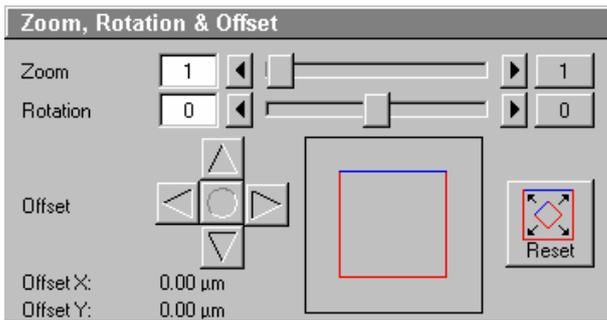 Zoom, Rotation & Offset
Zoom 1 1
Rotation 0 0
Offset
Reset
Offset X: 0.00 µm
Offset Y: 0.00 µm